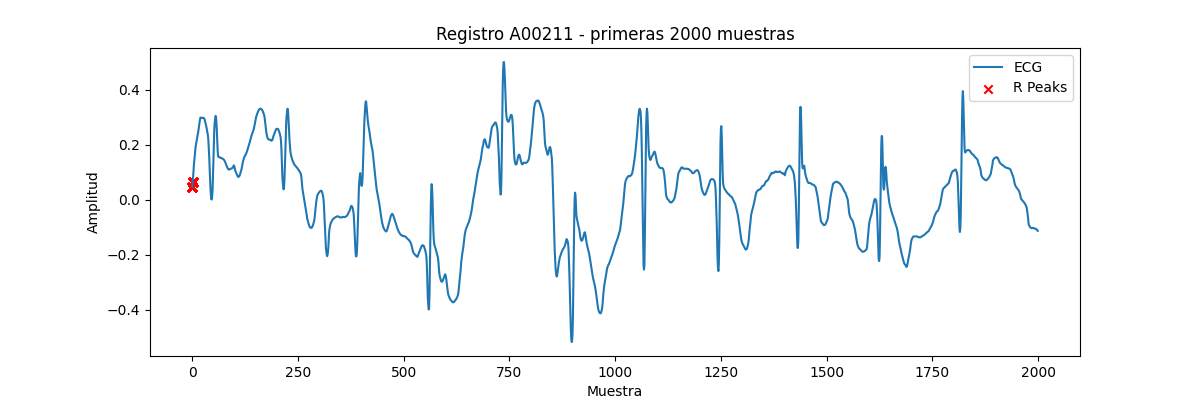 Registro A00211 - primeras 2000 muestras
ECG
R Peaks
Amplitud
0.4
0.2
0.0
−0.2
−0.4
0 250 500 750 1000 1250 1500 1750 2000
Muestra